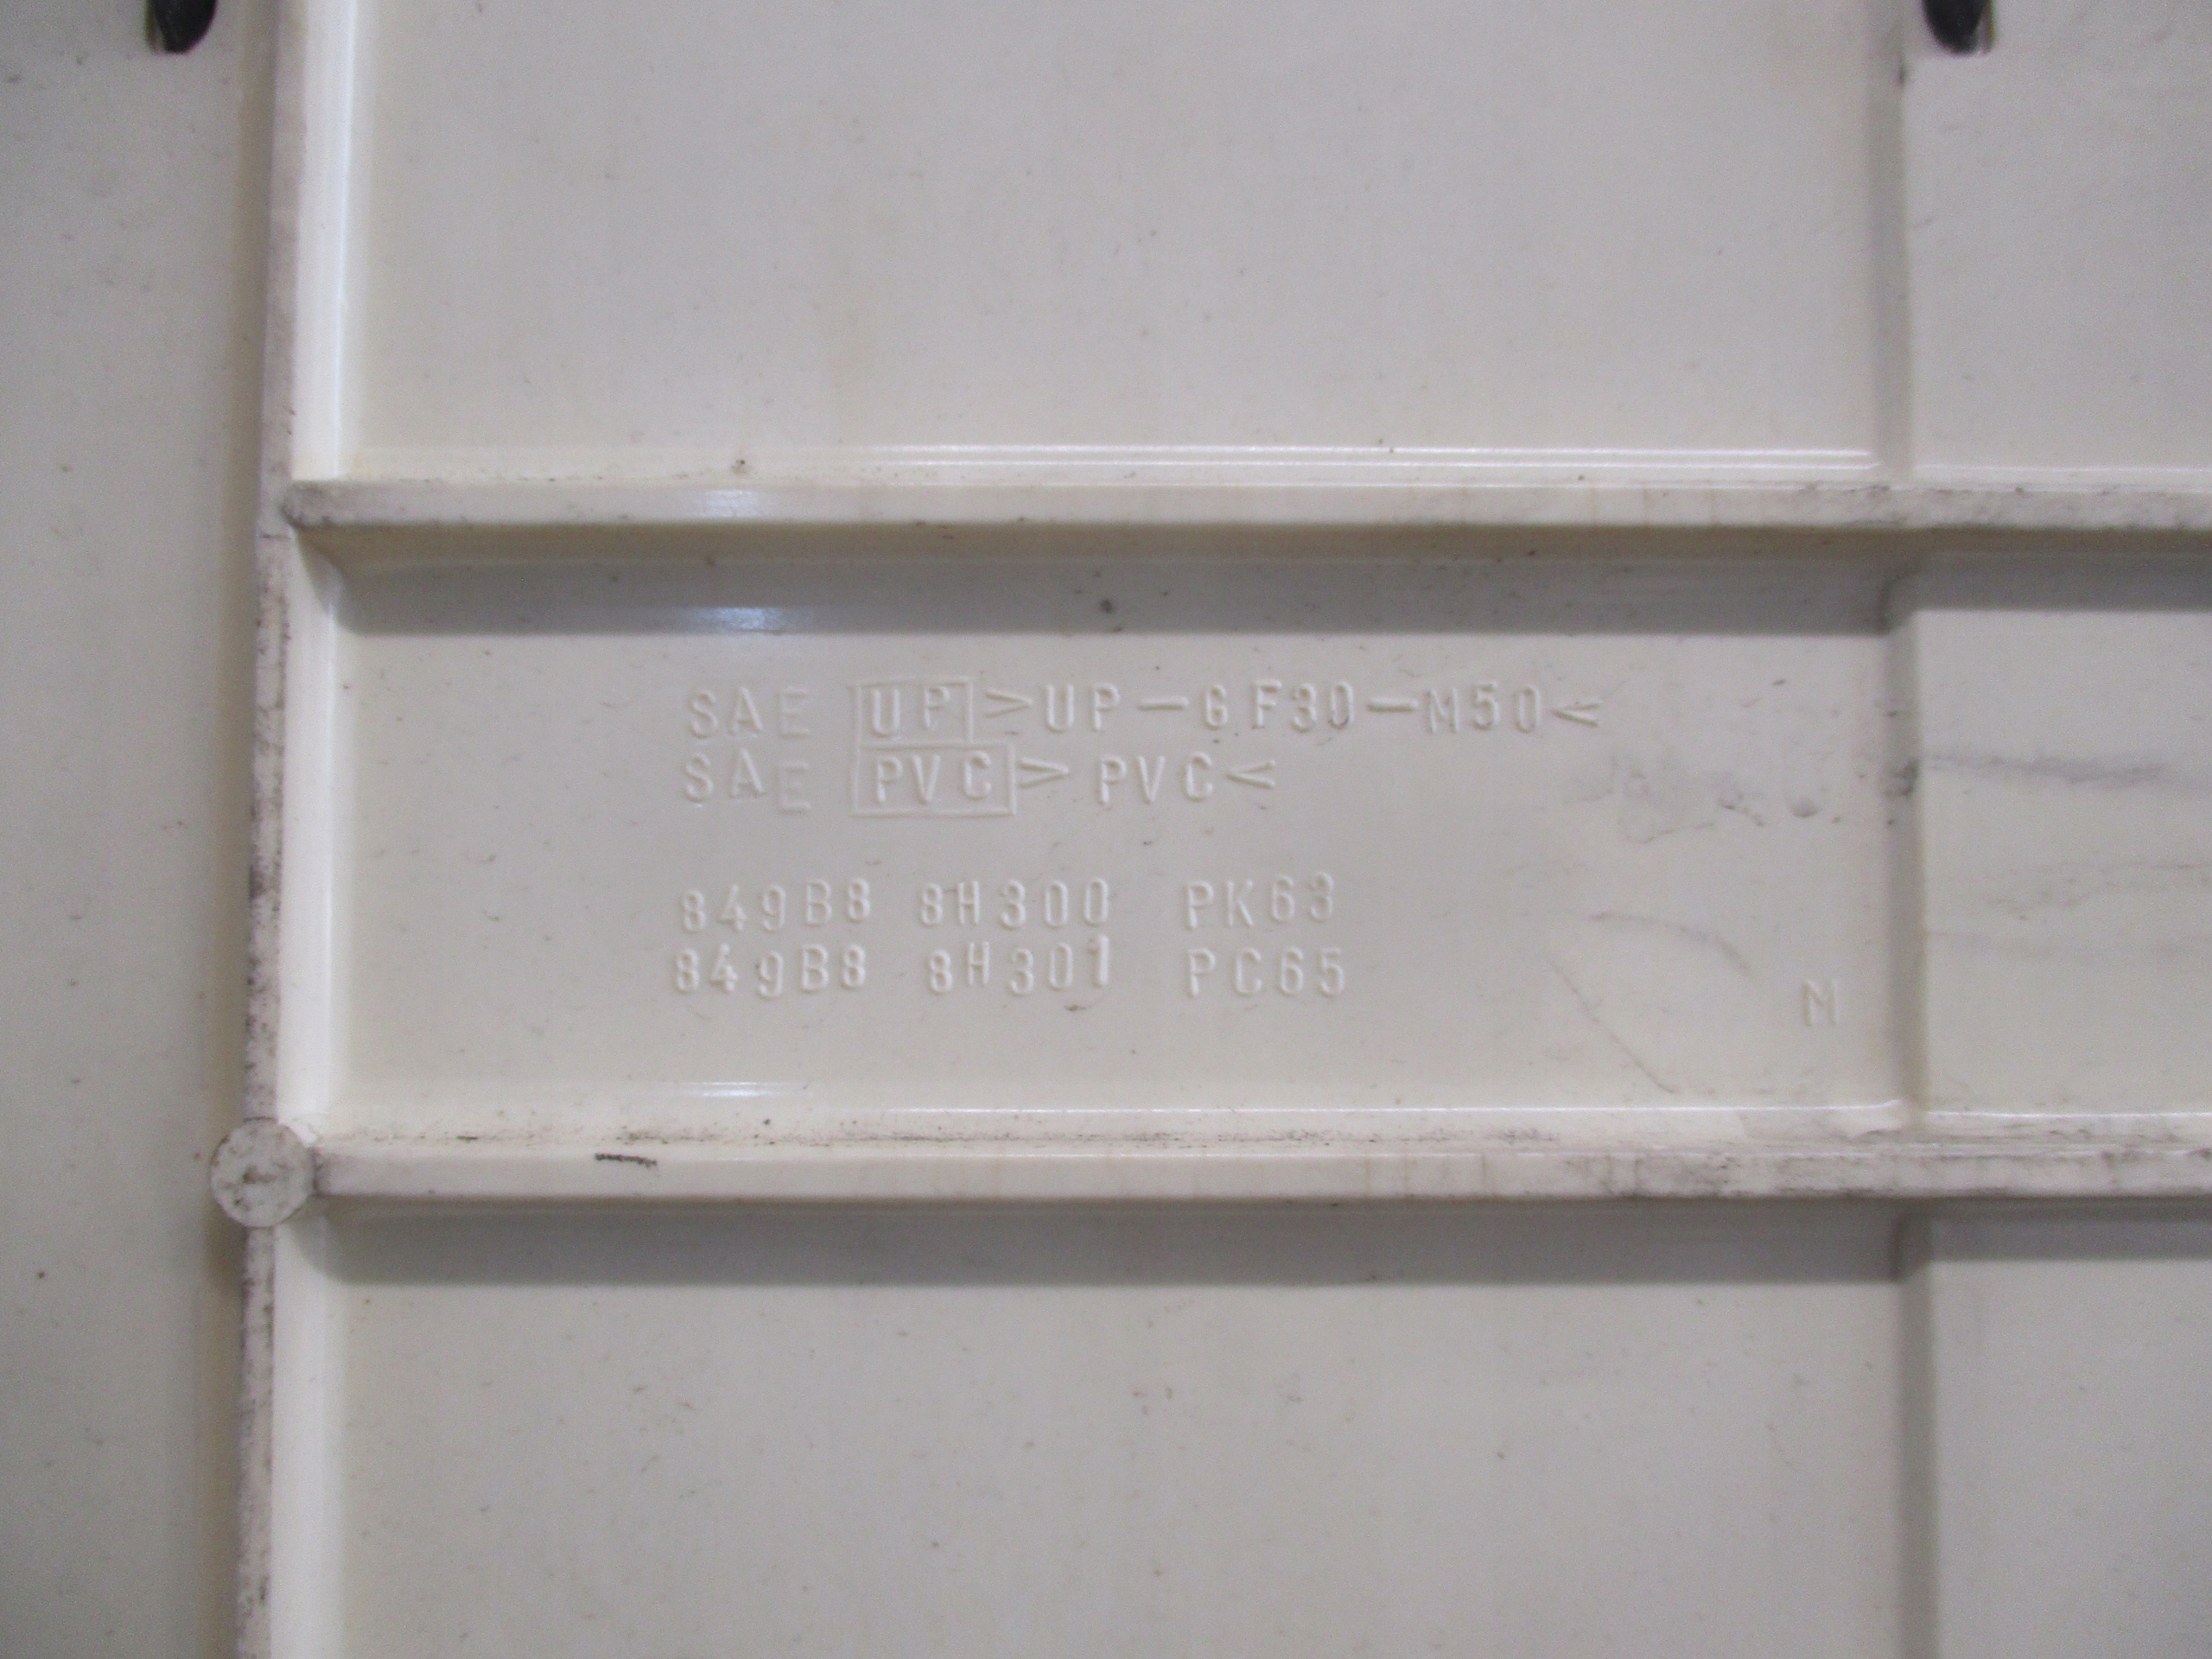 SAE UP >UP-GF30-M50<
SAE PVC > PVC<
849B8 8H300 PK63
849B8 8H301 PC65
M